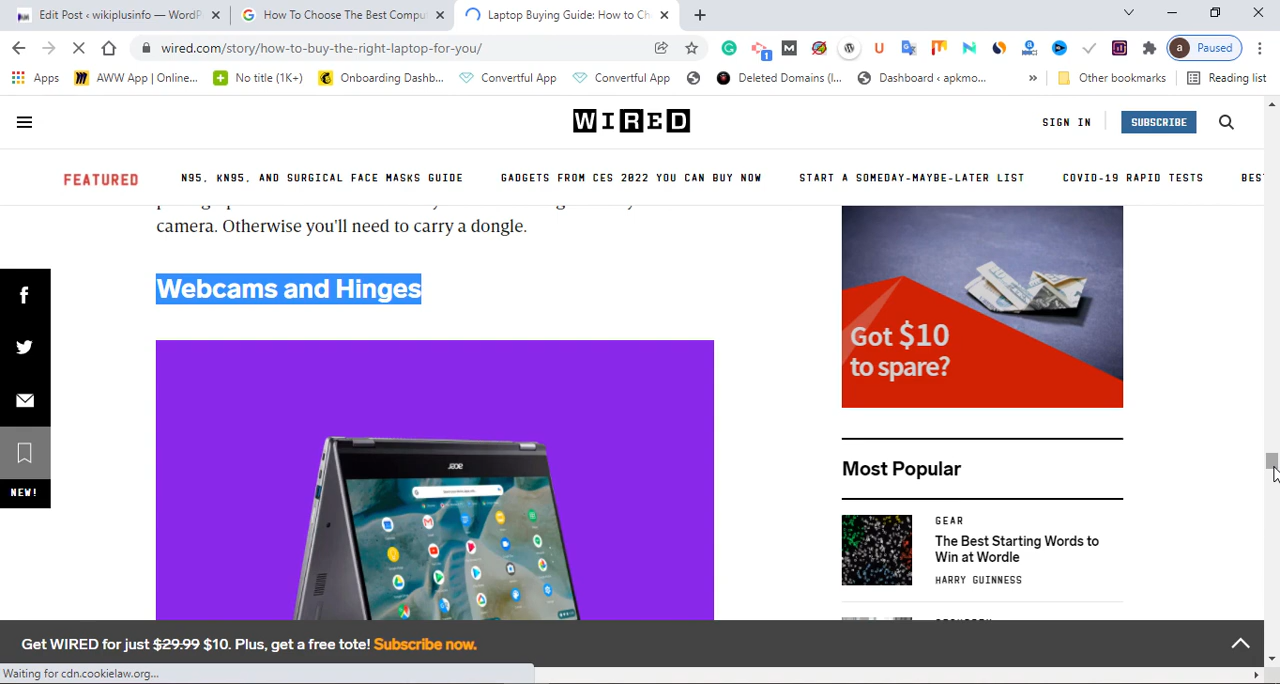 Edit Post ‹ wikiplusinfo — WordP
How To Choose The Best Compu
Laptop Buying Guide: How to Ch
wired.com/story/how-to-buy-the-right-laptop-for-you/
Paused
Apps
AWW App | Online...
No title (1K+)
Onboarding Dashb...
Convertful App
Convertful App
Deleted Domains (l...
Dashboard ‹ apkmo...
»
Other bookmarks
Reading list
WIRED
SIGN IN
SUBSCRIBE
FEATURED
N95, KN95, AND SURGICAL FACE MASKS GUIDE
GADGETS FROM CES 2022 YOU CAN BUY NOW
START A SOMEDAY-MAYBE-LATER LIST
COVID-19 RAPID TESTS
BES
camera. Otherwise you'll need to carry a dongle.
Webcams and Hinges
acer
Got $10
to spare?
NEW!
Most Popular
GEAR
The Best Starting Words to
Win at Wordle
HARRY GUINNESS
Get WIRED for just $29.99 $10. Plus, get a free tote! Subscribe now.
Waiting for cdn.cookielaw.org...